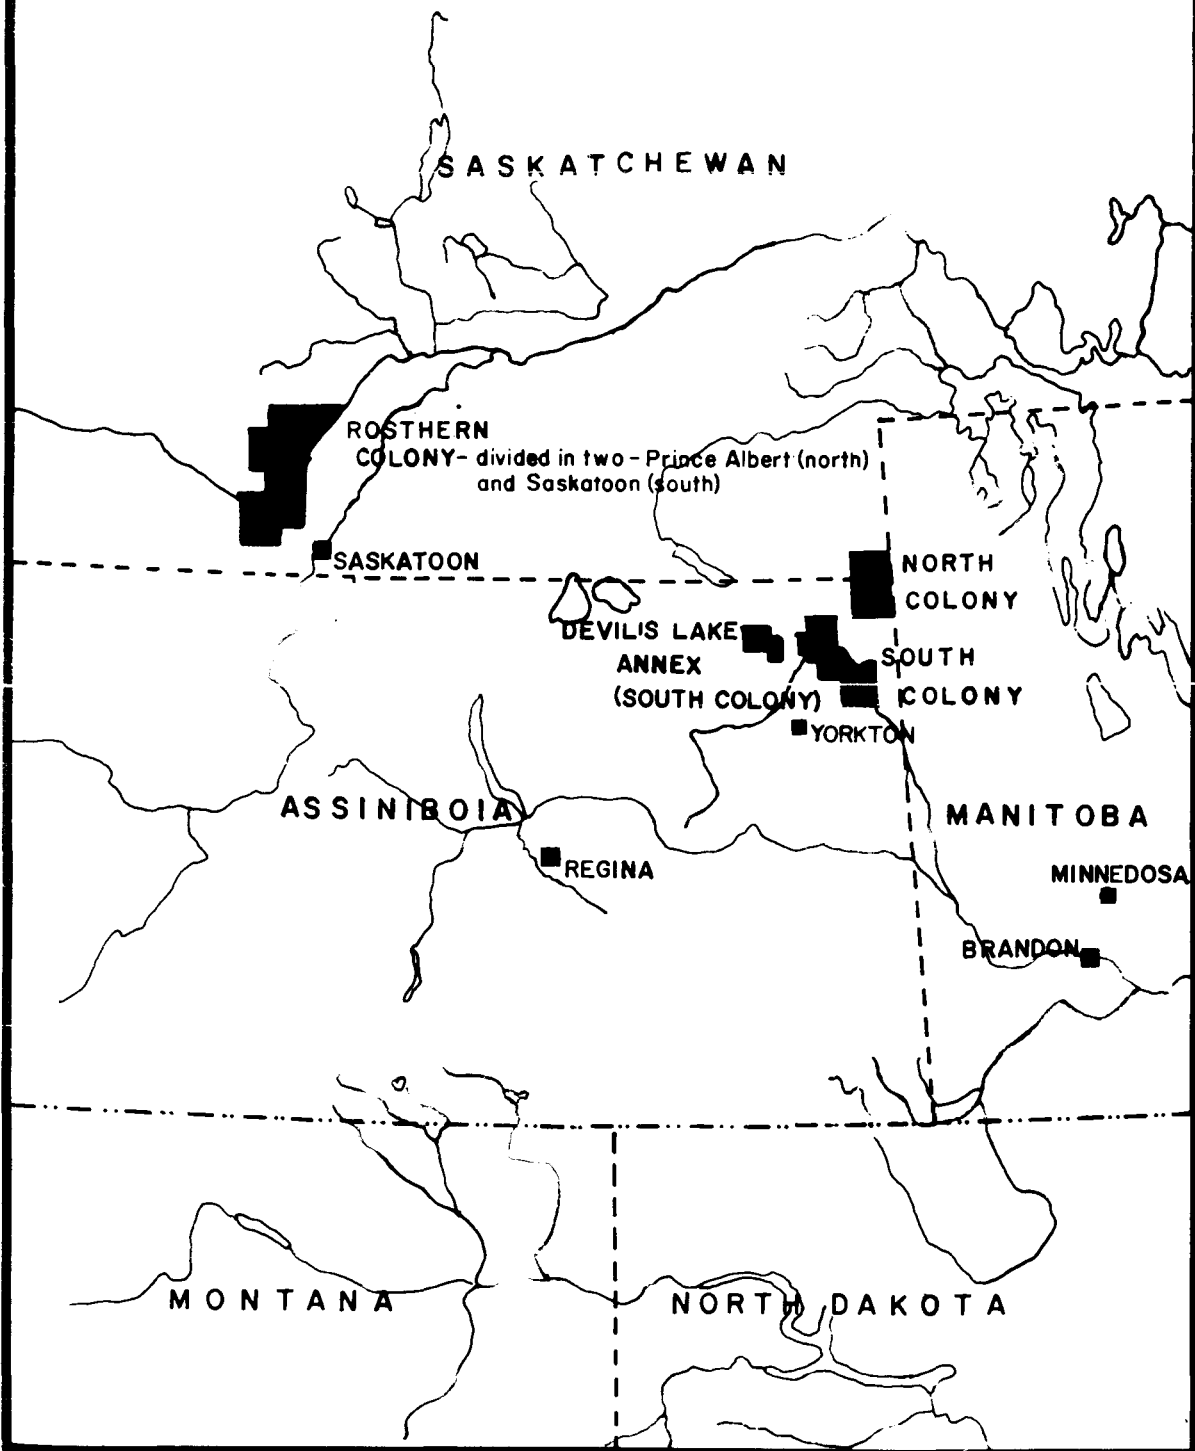 SASKATCHEWAN
ROSTHERN
COLONY- divided in two - Prince Albert (north)
and Saskatoon (south)
SASKATOON
NORTH
COLONY
DEVILIS LAKE
ANNEX
(SOUTH COLONY)
SOUTH
COLONY
YORKTON
ASSINIBOIA
MANITOBA
REGINA
MINNEDOSA
BRANDON
MONTANA
NORTH DAKOTA